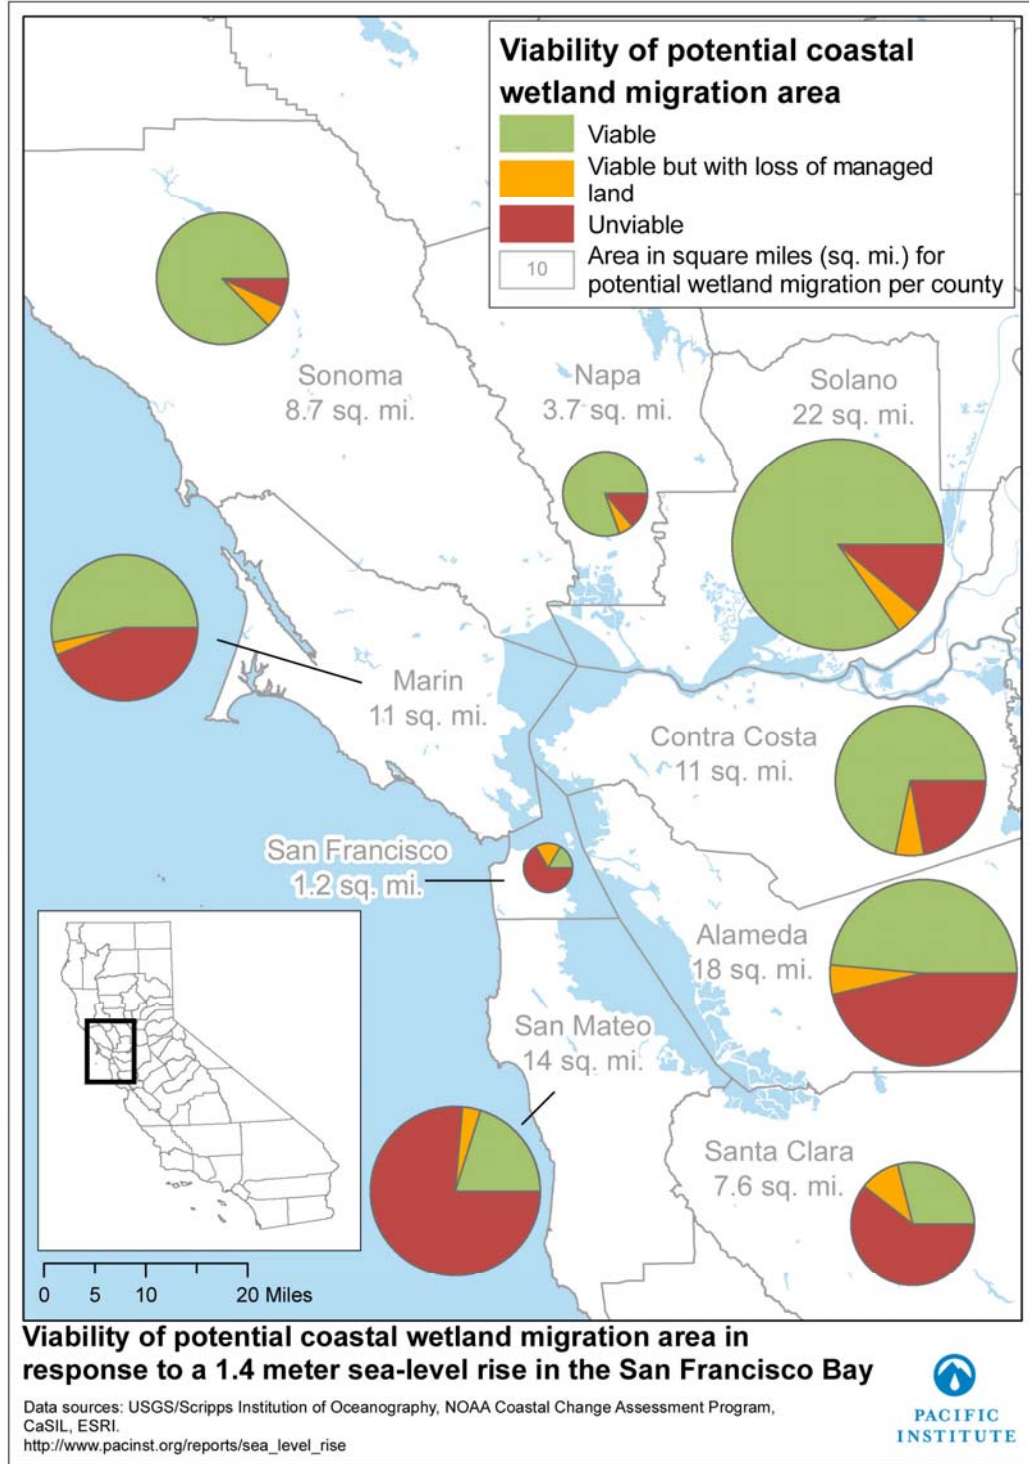 Viability of potential coastal
wetland migration area
Viable
Viable but with loss of managed
land
Unviable
10
Area in square miles (sq. mi.) for
potential wetland migration per county
Sonoma
8.7 sq. mi.
Napa
3.7 sq. mi.
Solano
22 sq. mi.
Marin
11 sq. mi.
Contra Costa
11 sq. mi.
San Francisco
1.2 sq. mi.
Alameda
18 sq. mi.
San Mateo
14 sq. mi.
Santa Clara
7.6 sq. mi.
0 5 10 20 Miles
Viability of potential coastal wetland migration area in
response to a 1.4 meter sea-level rise in the San Francisco Bay
Data sources: USGS/Scripps Institution of Oceanography, NOAA Coastal Change Assessment Program,
CaSIL, ESRI.
http://www.pacinst.org/reports/sea_level_rise
PACIFIC
INSTITUTE